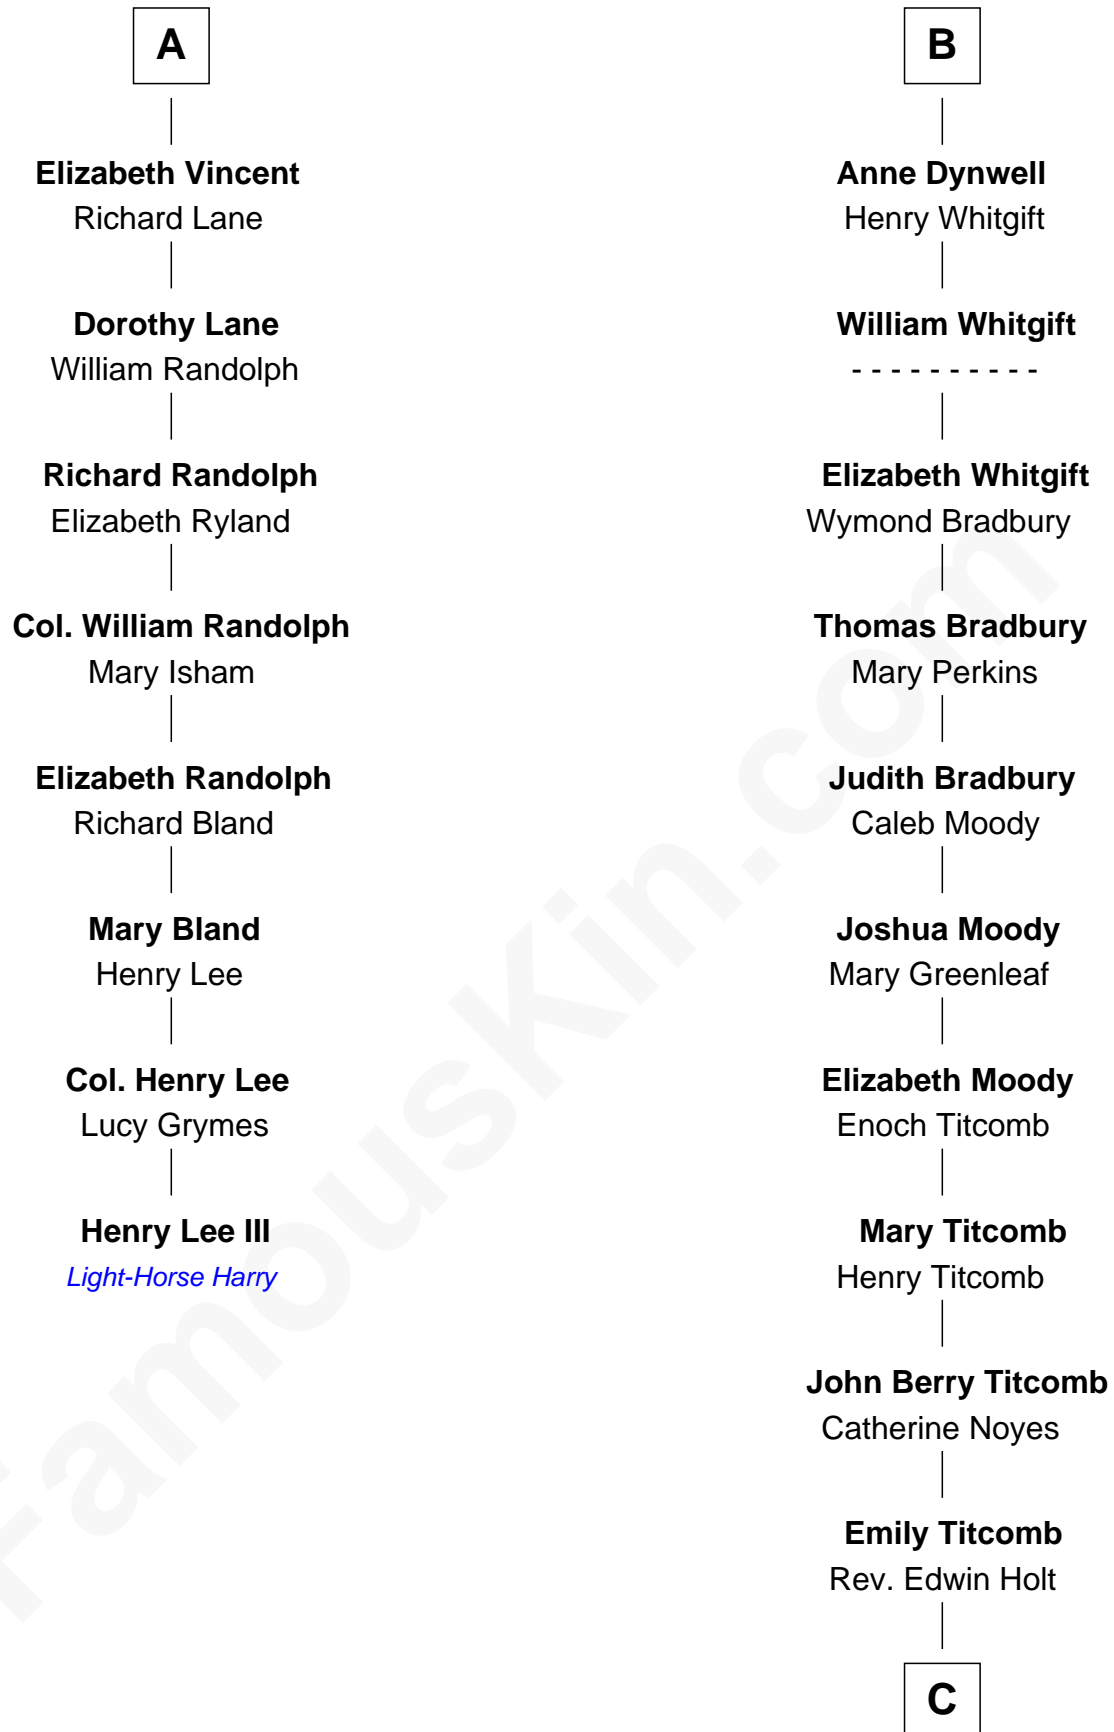 A
Elizabeth Vincent
Richard Lane
Dorothy Lane
William Randolph
Richard Randolph
Elizabeth Ryland
Col. William Randolph
Mary Isham
Elizabeth Randolph
Richard Bland
Mary Bland
Henry Lee
Col. Henry Lee
Lucy Grymes
Henry Lee III
Light-Horse Harry
B
Anne Dynwell
Henry Whitgift
William Whitgift
- - - - - - - - - -
Elizabeth Whitgift
Wymond Bradbury
Thomas Bradbury
Mary Perkins
Judith Bradbury
Caleb Moody
Joshua Moody
Mary Greenleaf
Elizabeth Moody
Enoch Titcomb
Mary Titcomb
Henry Titcomb
John Berry Titcomb
Catherine Noyes
Emily Titcomb
Rev. Edwin Holt
C
FamousKin.com